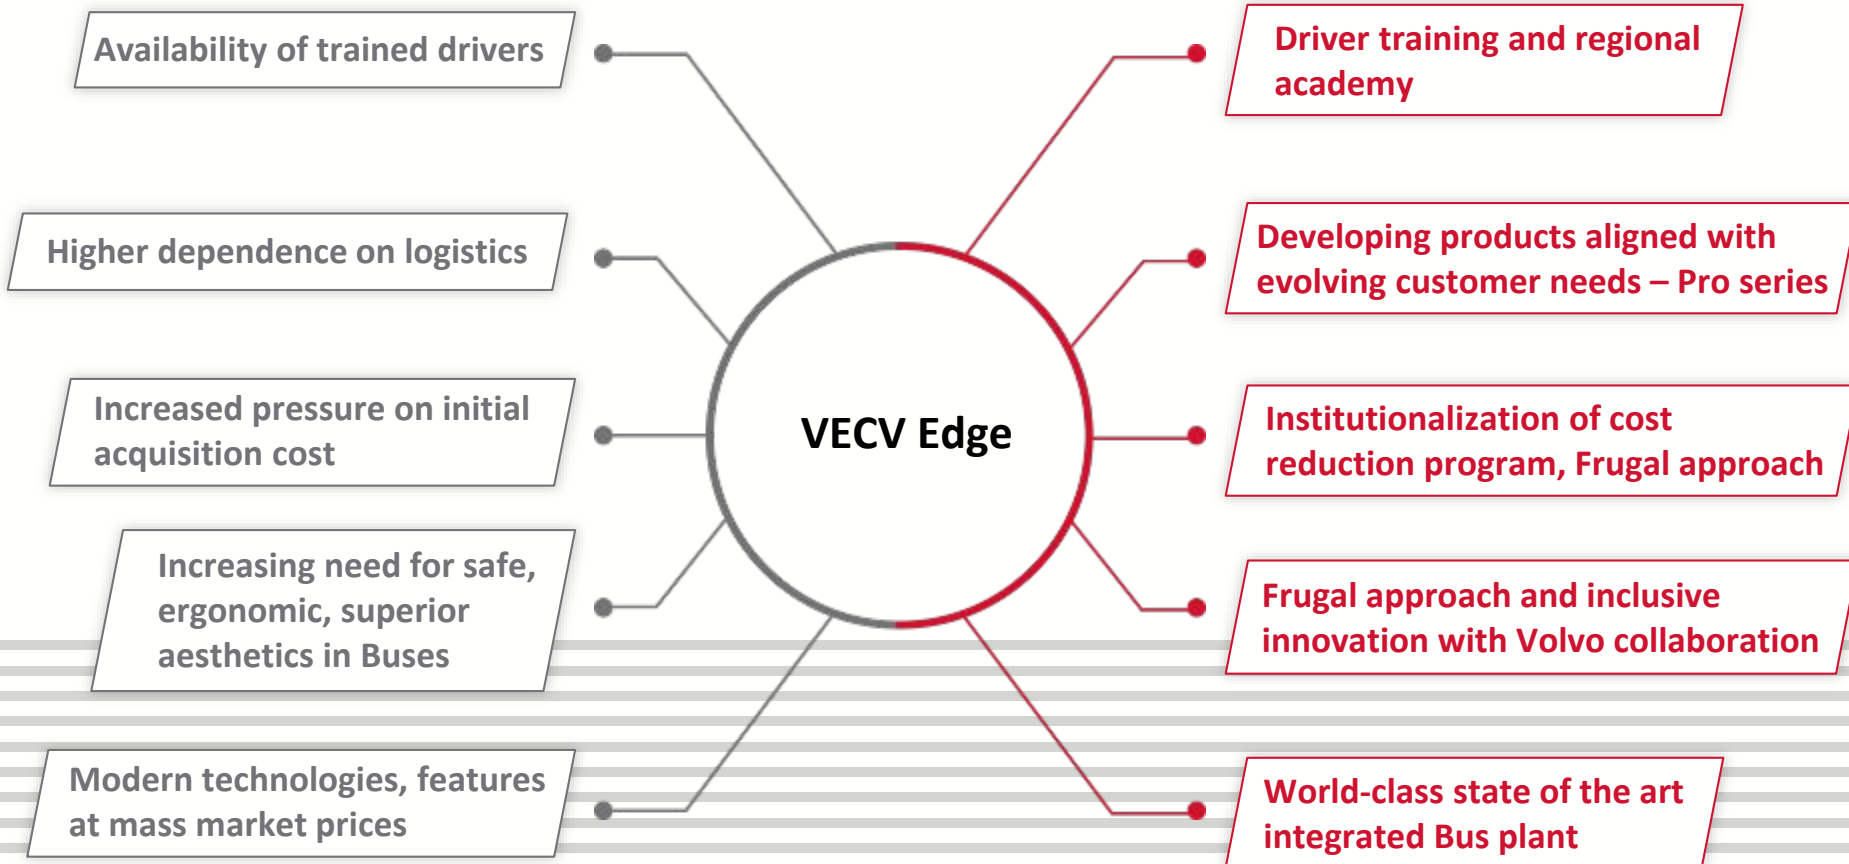 Availability of trained drivers
Higher dependence on logistics
Increased pressure on initial
acquisition cost
Increasing need for safe,
ergonomic, superior
aesthetics in Buses
Modern technologies, features
at mass market prices
VECV Edge
Driver training and regional
academy
Developing products aligned with
evolving customer needs – Pro series
Institutionalization of cost
reduction program, Frugal approach
Frugal approach and inclusive
innovation with Volvo collaboration
World-class state of the art
integrated Bus plant